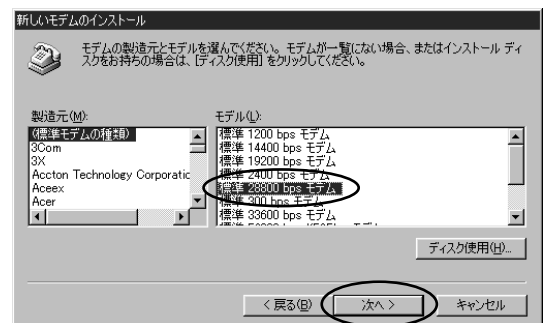 新しいモデムのインストール
モデムの製造元とモデルを選んでください。モデムが一覧にない場合、またはインストール ディ
スクをお持ちの場合は、[ディスク使用] をクリックしてください。
製造元(M):
(標準モデムの種類)
3Com
3X
Accton Technology Corporatic
Aceex
Acer
モデル(L):
標準 1200 bps モデム
標準 14400 bps モデム
標準 19200 bps モデム
標準 2400 bps モデム
標準 28800 bps モデム
標準 300 bps モデム
標準 33600 bps モデム
ディスク使用(H)...
< 戻る(B)
次へ >
キャンセル